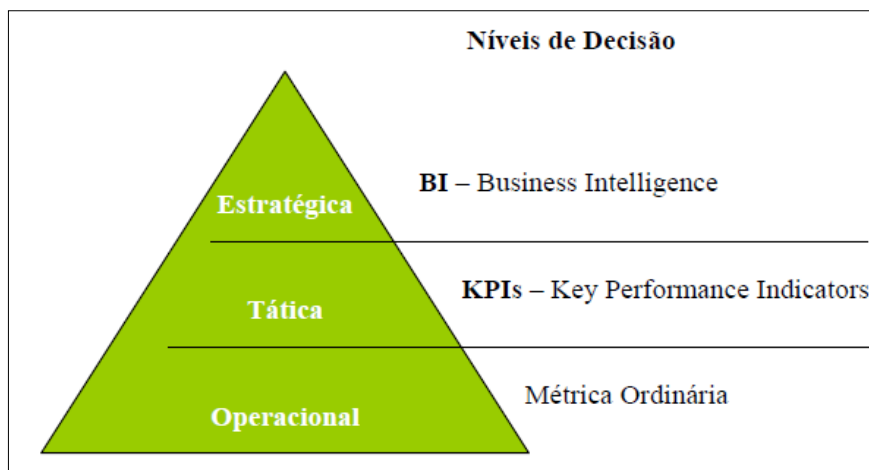 Níveis de Decisão
BI – Business Intelligence
Estratégica
KPIs – Key Performance Indicators
Tática
Métrica Ordinária
Operacional